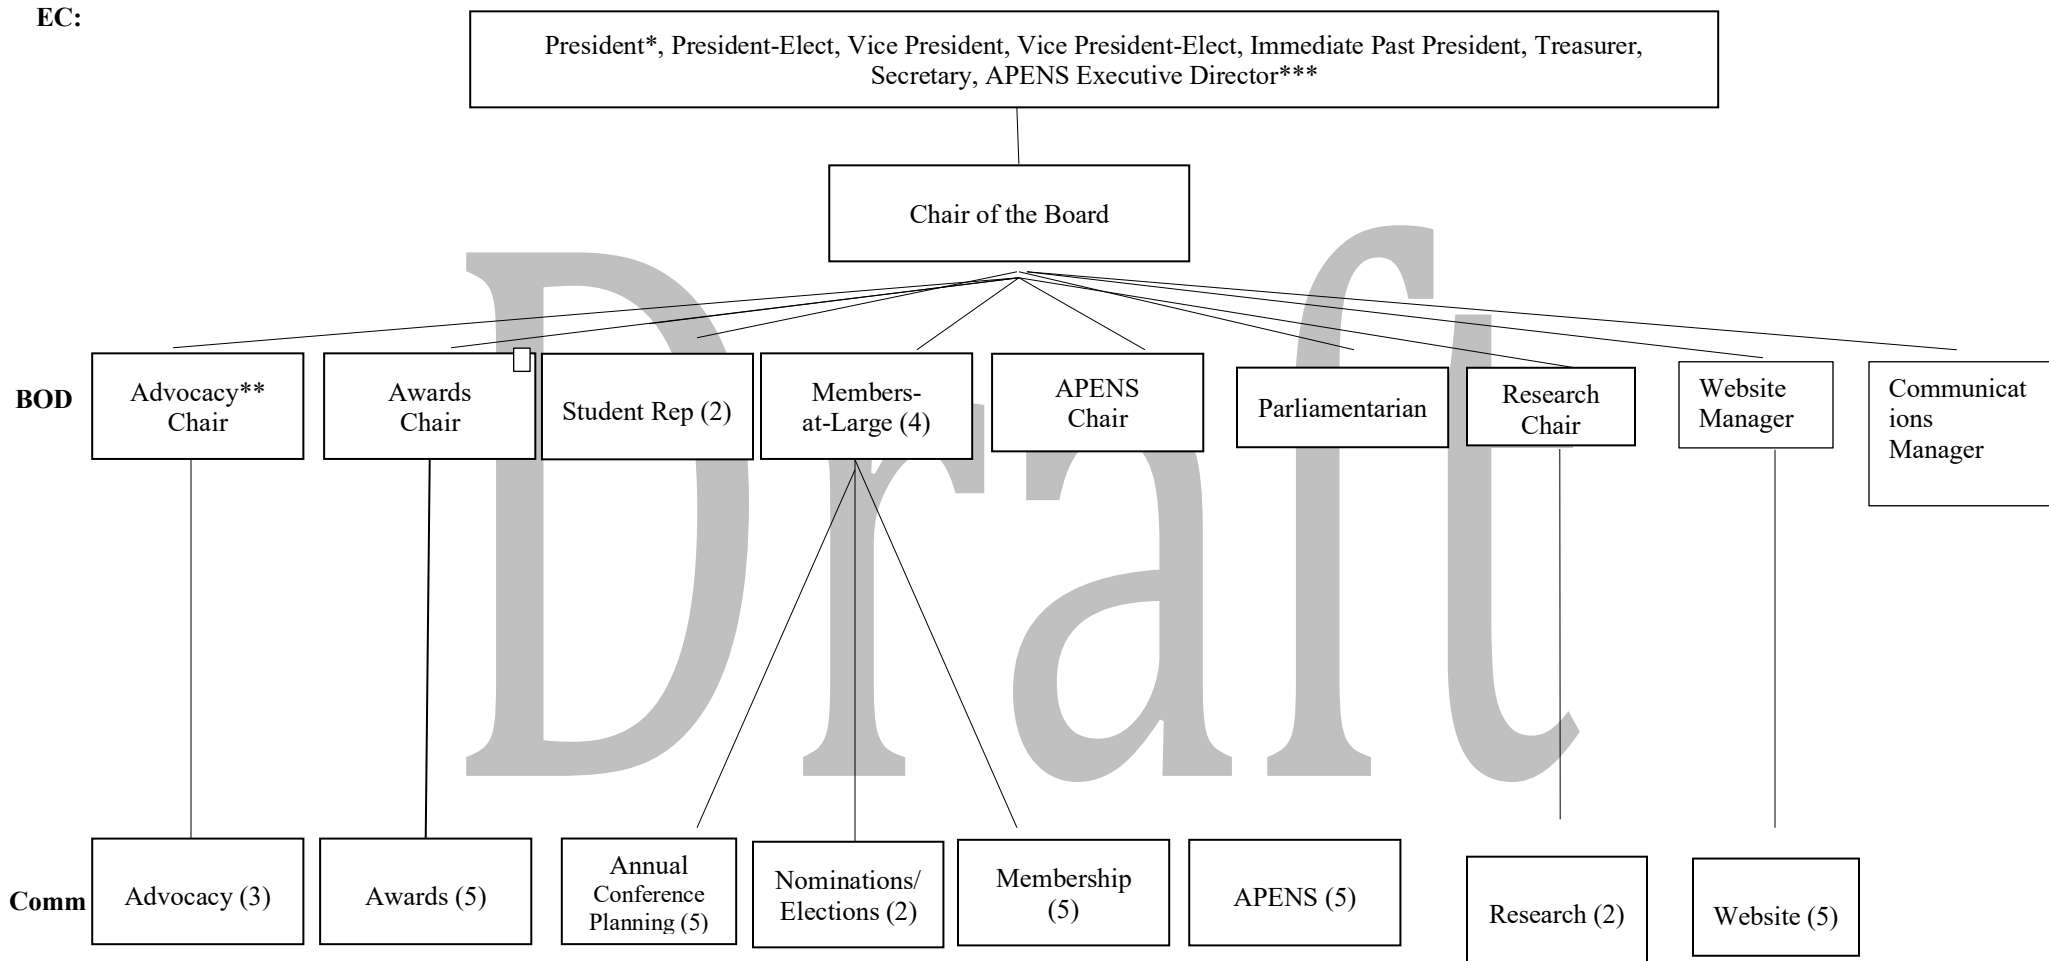 EC:
President*, President-Elect, Vice President, Vice President-Elect, Immediate Past President, Treasurer,
Secretary, APENS Executive Director***
Chair of the Board
Draft
BOD
Advocacy**
Chair
Awards
Chair
Student Rep (2)
Members-
at-Large (4)
APENS
Chair
Parliamentarian
Research
Chair
Website
Manager
Communicat
ions
Manager
Comm
Advocacy (3)
Awards (5)
Annual
Conference
Planning (5)
Nominations/
Elections (2)
Membership
(5)
APENS (5)
Research (2)
Website (5)